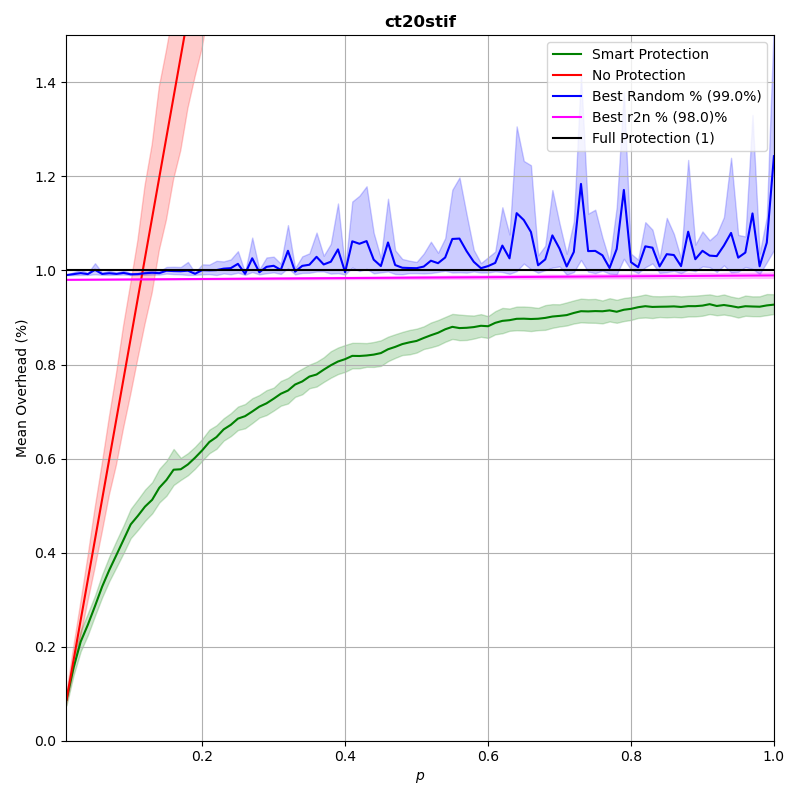 ct20stif
Smart Protection
No Protection
Best Random % (99.0%)
Best r2n % (98.0)%
Full Protection (1)
Mean Overhead (%)
1.4
1.2
1.0
0.8
0.6
0.4
0.2
0.0
0.2 0.4 0.6 0.8 1.0
p